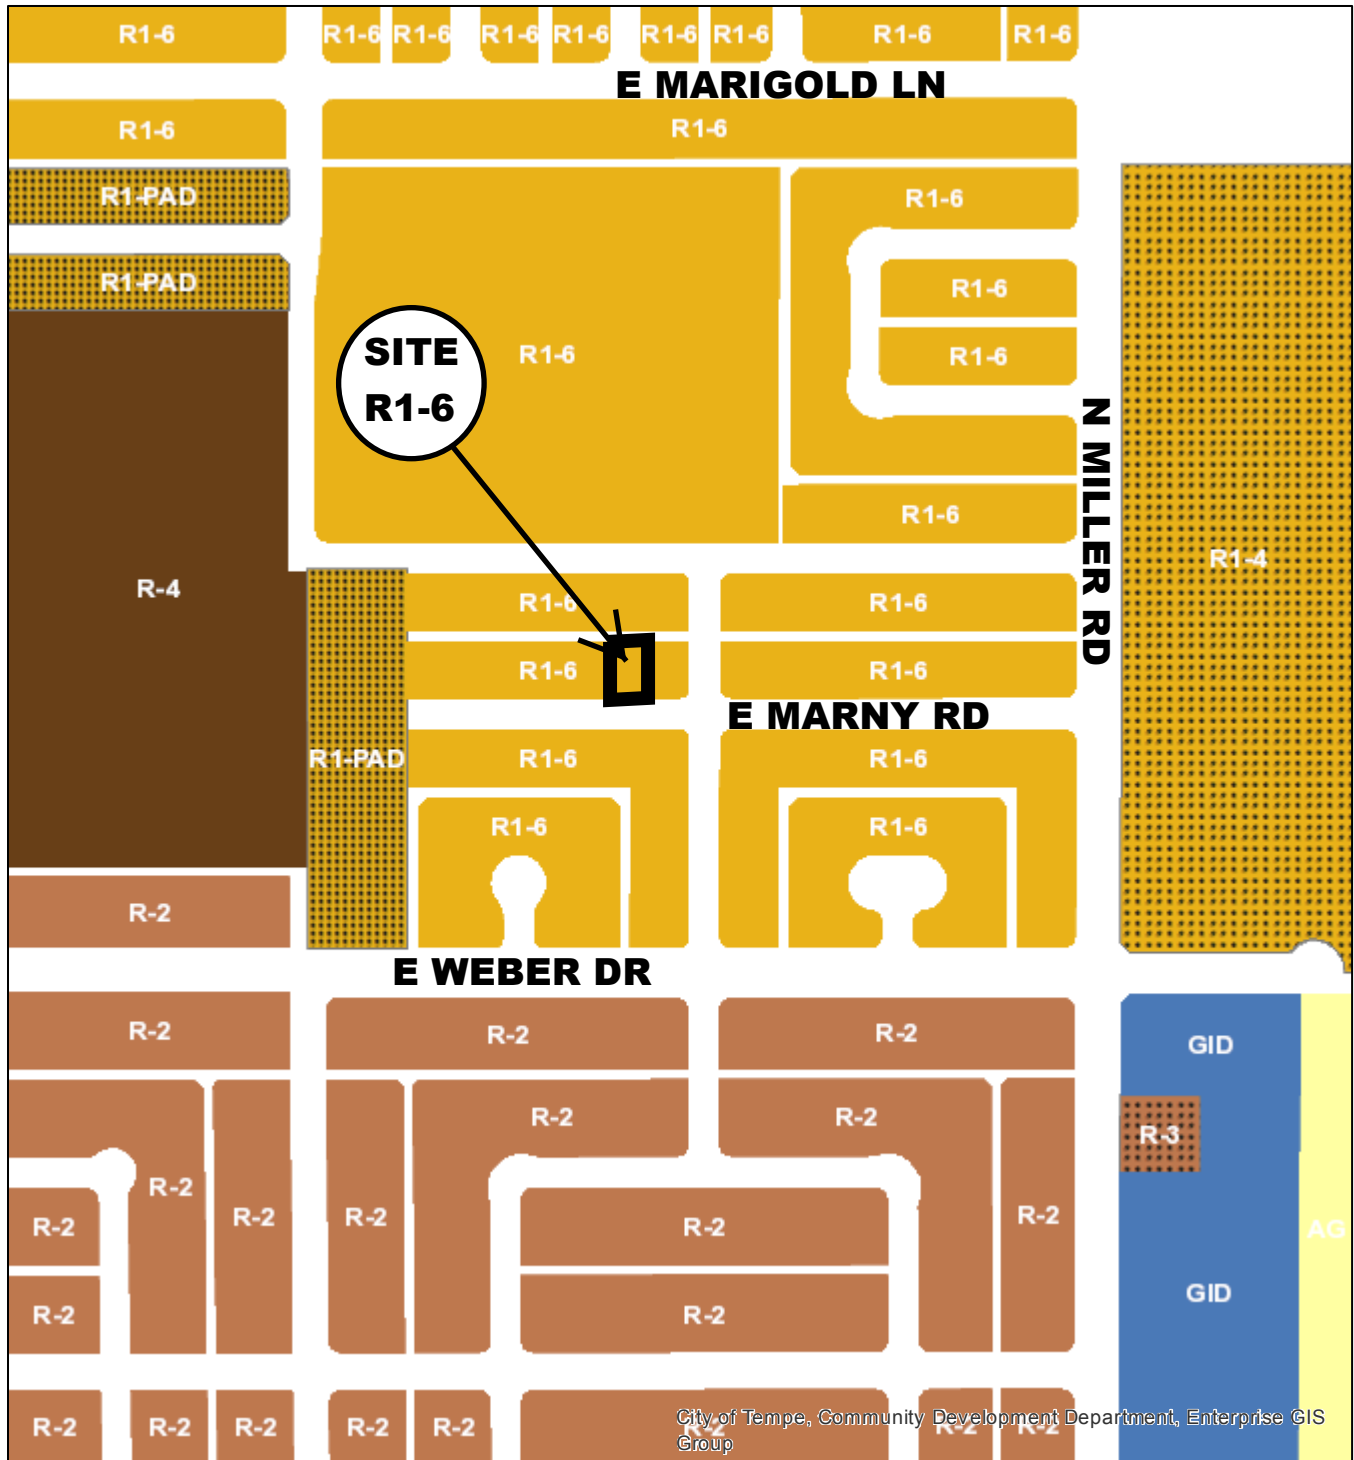 R1-6 R1-6 R1-6 R1-6 R1-6 R1-6 R1-6 R1-6 R1-6
E MARIGOLD LN
R1-6 R1-6
R1-PAD R1-6
R1-PAD R1-6
SITE
R1-6
R1-6 R1-6
N MILLER RD
R1-6
R1-4
R-4 R1-6 R1-6
R1-6 R1-6
E MARNY RD
R1-PAD R1-6 R1-6
R1-6 R1-6
R-2
E WEBER DR
R-2 R-2 R-2 GID
R-2 R-2 R-3
R-2 R-2 R-2 R-2
R-2 R-2 AG
GID
R-2 R-2
R-2 R-2 R-2 R-2 R-2 R-2 R-2 R-2
City of Tempe, Community Development Department, Enterprise GIS
Group